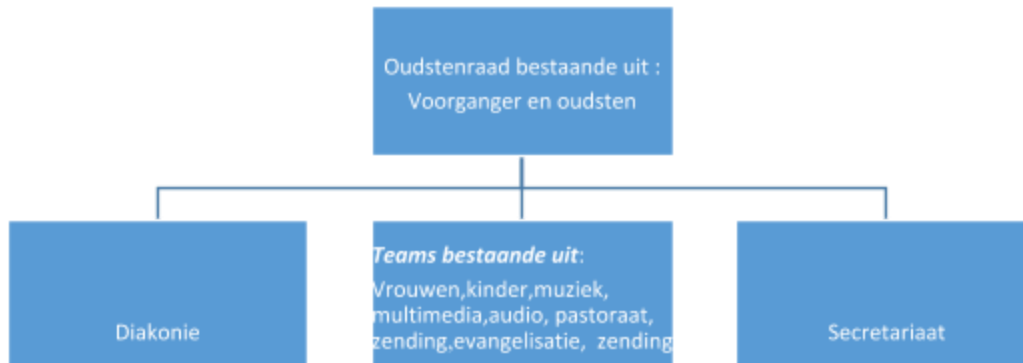 Oudstenraad bestaande uit :
Voorganger en oudsten
Teams bestaande uit:
Vrouwen,kinder,muziek,
multimedia,audio, pastoraat,
zending,evangelisatie, zending
Diakonie
Secretariaat